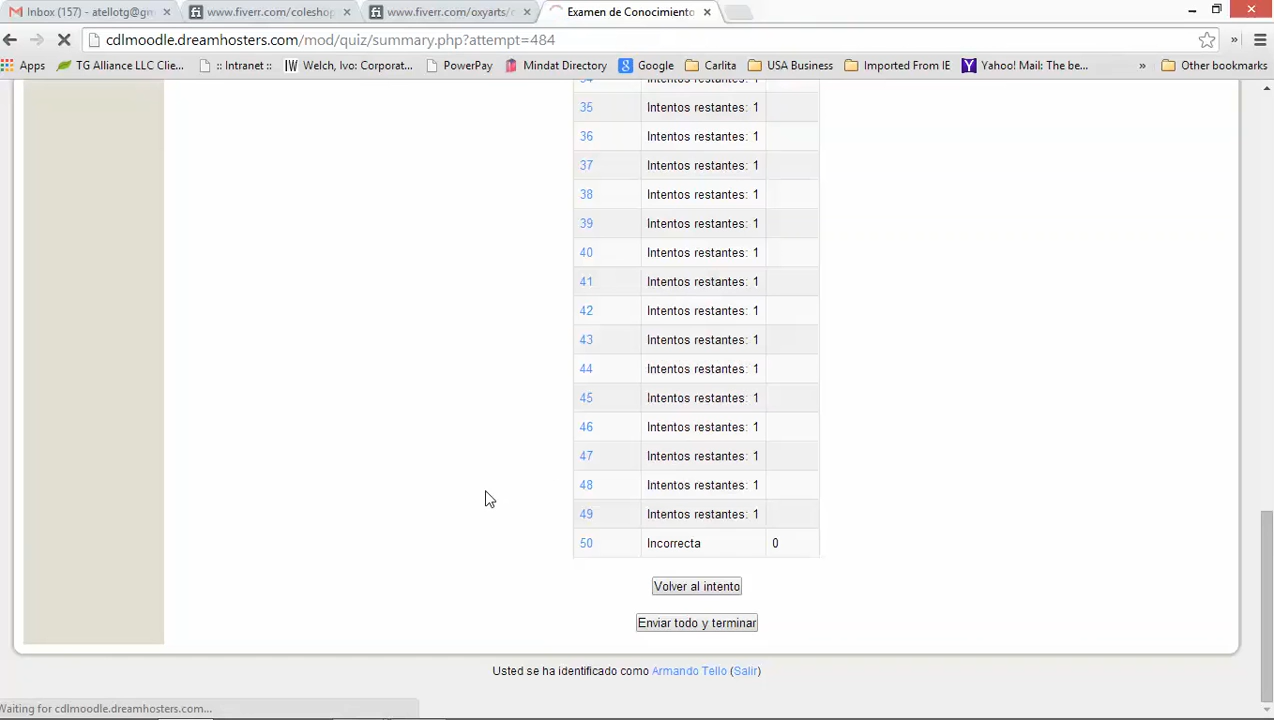 Inbox (157) - atellotg@gm
www.fiverr.com/coleshop
www.fiverr.com/oxyarts/r
Examen de Conocimiento
cdlmoodle.dreamhosters.com/mod/quiz/summary.php?attempt=484
Apps
TG Alliance LLC Clie...
:: Intranet ::
Welch, Ivo: Corporat...
PowerPay
Mindat Directory
Google
Carlita
USA Business
Imported From IE
Yahoo! Mail: The be...
»
Other bookmarks
34 Intentos restantes: 1
35 Intentos restantes: 1
36 Intentos restantes: 1
37 Intentos restantes: 1
38 Intentos restantes: 1
39 Intentos restantes: 1
40 Intentos restantes: 1
41 Intentos restantes: 1
42 Intentos restantes: 1
43 Intentos restantes: 1
44 Intentos restantes: 1
45 Intentos restantes: 1
46 Intentos restantes: 1
47 Intentos restantes: 1
48 Intentos restantes: 1
49 Intentos restantes: 1
50 Incorrecta 0
Volver al intento
Enviar todo y terminar
Usted se ha identificado como Armando Tello (Salir)
Waiting for cdlmoodle.dreamhosters.com...